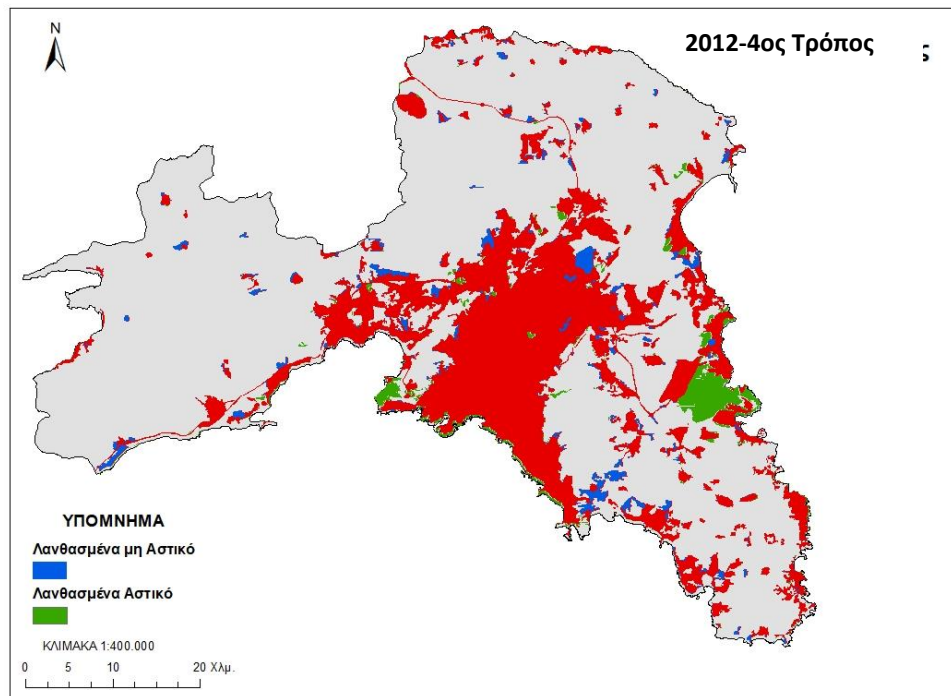 N
2012-4ος Τρόπος
ς
ΥΠΟΜΝΗΜΑ
Λανθασμένα μη Αστικό
Λανθασμένα Αστικό
ΚΛΙΜΑΚΑ 1:400.000
0 5 10 20 Χλμ.